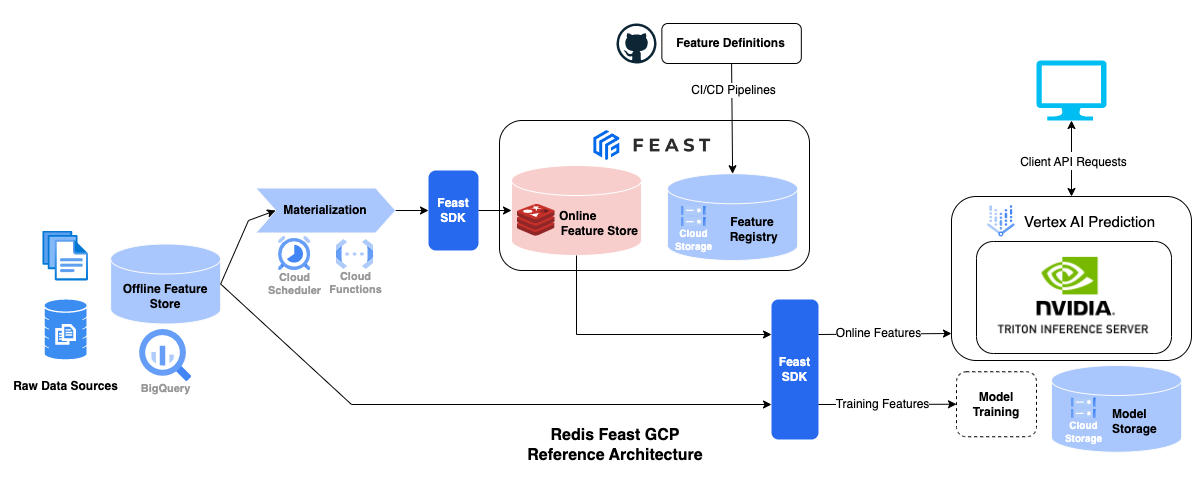 Feature Definitions
CI/CD Pipelines
FEAST
Client API Requests
Materialization
Feast
SDK
Online
Feature Store
Cloud
Storage
Feature
Registry
Vertex AI Prediction
Cloud
Scheduler
Cloud
Functions
Offline Feature
Store
NVIDIA.
TRITON INFERENCE SERVER
Raw Data Sources
BigQuery
Feast
SDK
Online Features
Training Features
Model
Training
Cloud
Storage
Model
Storage
Redis Feast GCP
Reference Architecture